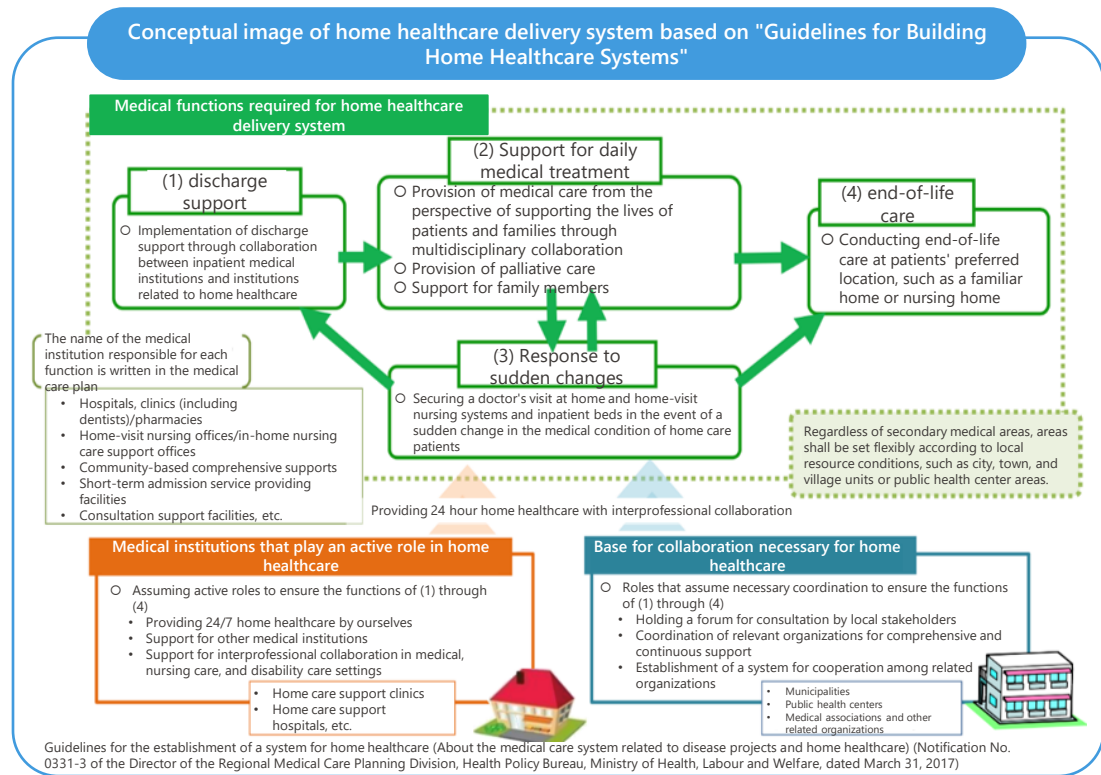 Conceptual image of home healthcare delivery system based on "Guidelines for Building
Home Healthcare Systems"
Medical functions required for home healthcare
delivery system
(1) discharge
support
○ Implementation of discharge
support through collaboration
between inpatient medical
institutions and institutions
related to home healthcare
(2) Support for daily
medical treatment
○ Provision of medical care from the
perspective of supporting the lives of
patients and families through
multidisciplinary collaboration
○ Provision of palliative care
○ Support for family members
(4) end-of-life
care
○ Conducting end-of-life
care at patients' preferred
location, such as a familiar
home or nursing home
(3) Response to
sudden changes
○ Securing a doctor's visit at home and home-visit
nursing systems and inpatient beds in the event of a
sudden change in the medical condition of home care
patients
The name of the medical
institution responsible for each
function is written in the medical
care plan
• Hospitals, clinics (including
dentists)/pharmacies
• Home-visit nursing offices/in-home nursing
care support offices
• Community-based comprehensive supports
• Short-term admission service providing
facilities
• Consultation support facilities, etc.
Regardless of secondary medical areas, areas
shall be set flexibly according to local
resource conditions, such as city, town, and
village units or public health center areas.
Providing 24 hour home healthcare with interprofessional collaboration
Medical institutions that play an active role in home
healthcare
○ Assuming active roles to ensure the functions of (1) through
(4)
• Providing 24/7 home healthcare by ourselves
• Support for other medical institutions
• Support for interprofessional collaboration in medical,
nursing care, and disability care settings
• Home care support clinics
• Home care support
hospitals, etc.
Base for collaboration necessary for home
healthcare
○ Roles that assume necessary coordination to ensure the functions
of (1) through (4)
• Holding a forum for consultation by local stakeholders
• Coordination of relevant organizations for comprehensive and
continuous support
• Establishment of a system for cooperation among related
organizations
• Municipalities
• Public health centers
• Medical associations and other
related organizations
Guidelines for the establishment of a system for home healthcare (About the medical care system related to disease projects and home healthcare) (Notification No.
0331-3 of the Director of the Regional Medical Care Planning Division, Health Policy Bureau, Ministry of Health, Labour and Welfare, dated March 31, 2017)